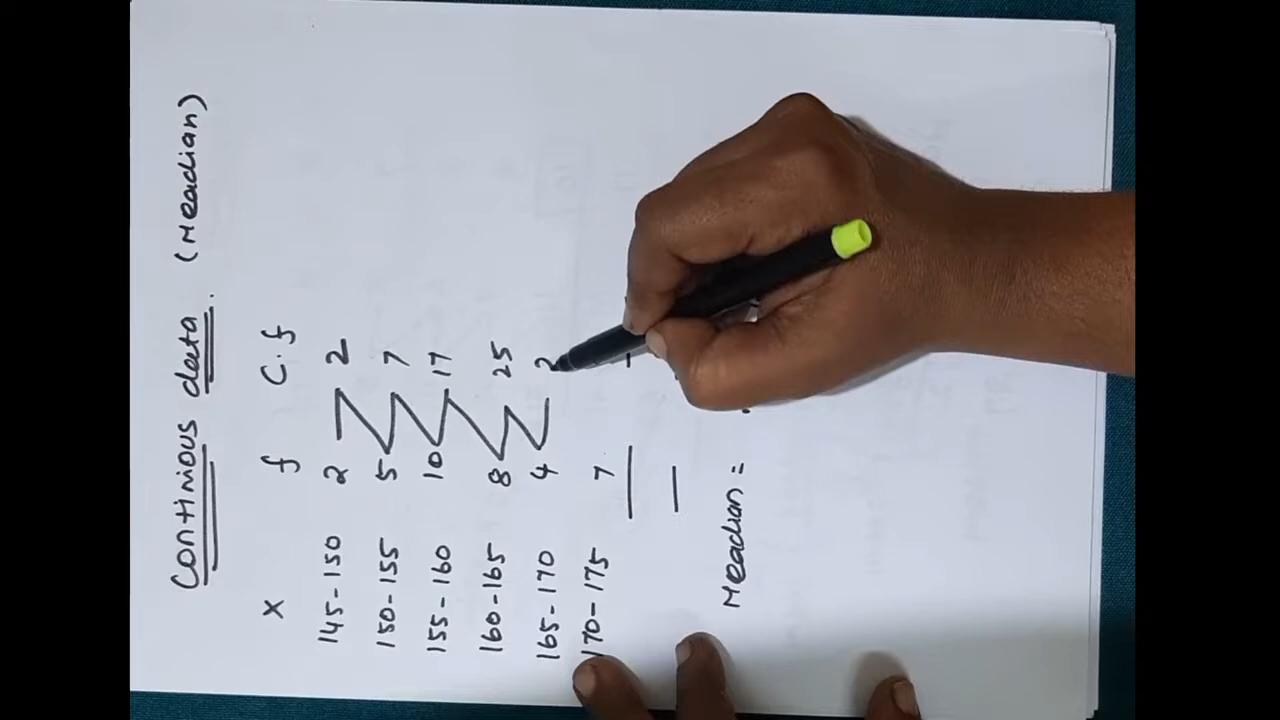 Continious data. (Meadian)
X f C.f
145-150 2 2
150-155 5 7
155-160 10 17
160-165 8 25
165-170 4 2
170-175 7
Meadian =